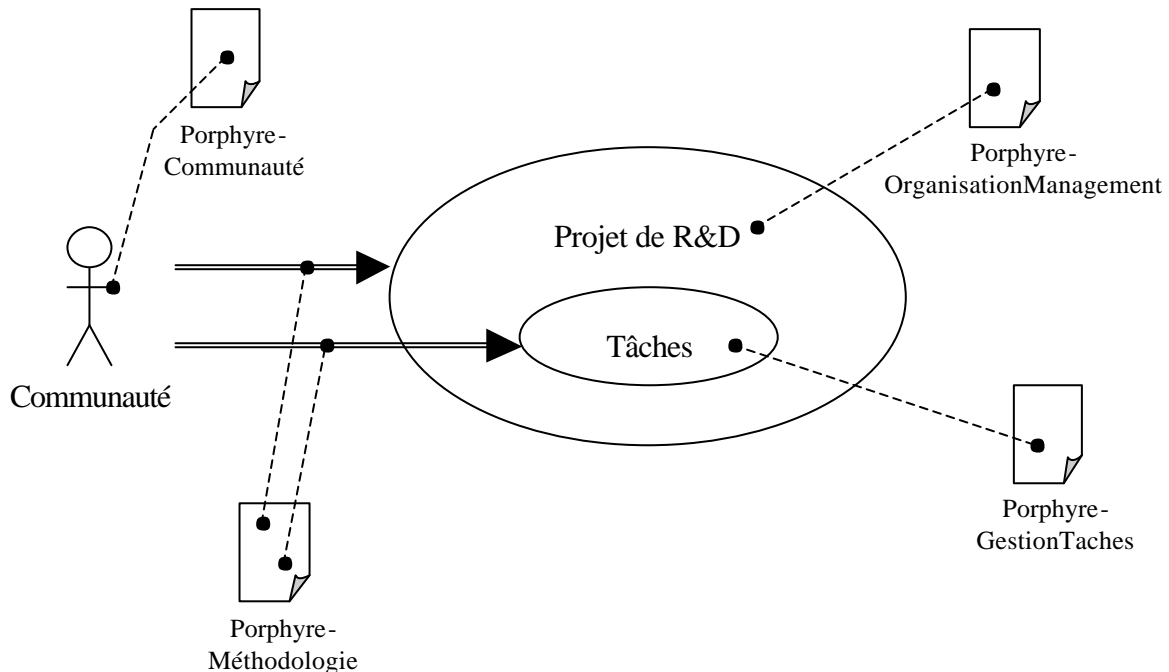 Porphyre-
Communauté
Porphyre-
OrganisationManagement
Projet de R&D
Tâches
Communauté
Porphyre-
GestionTaches
Porphyre-
Méthodologie